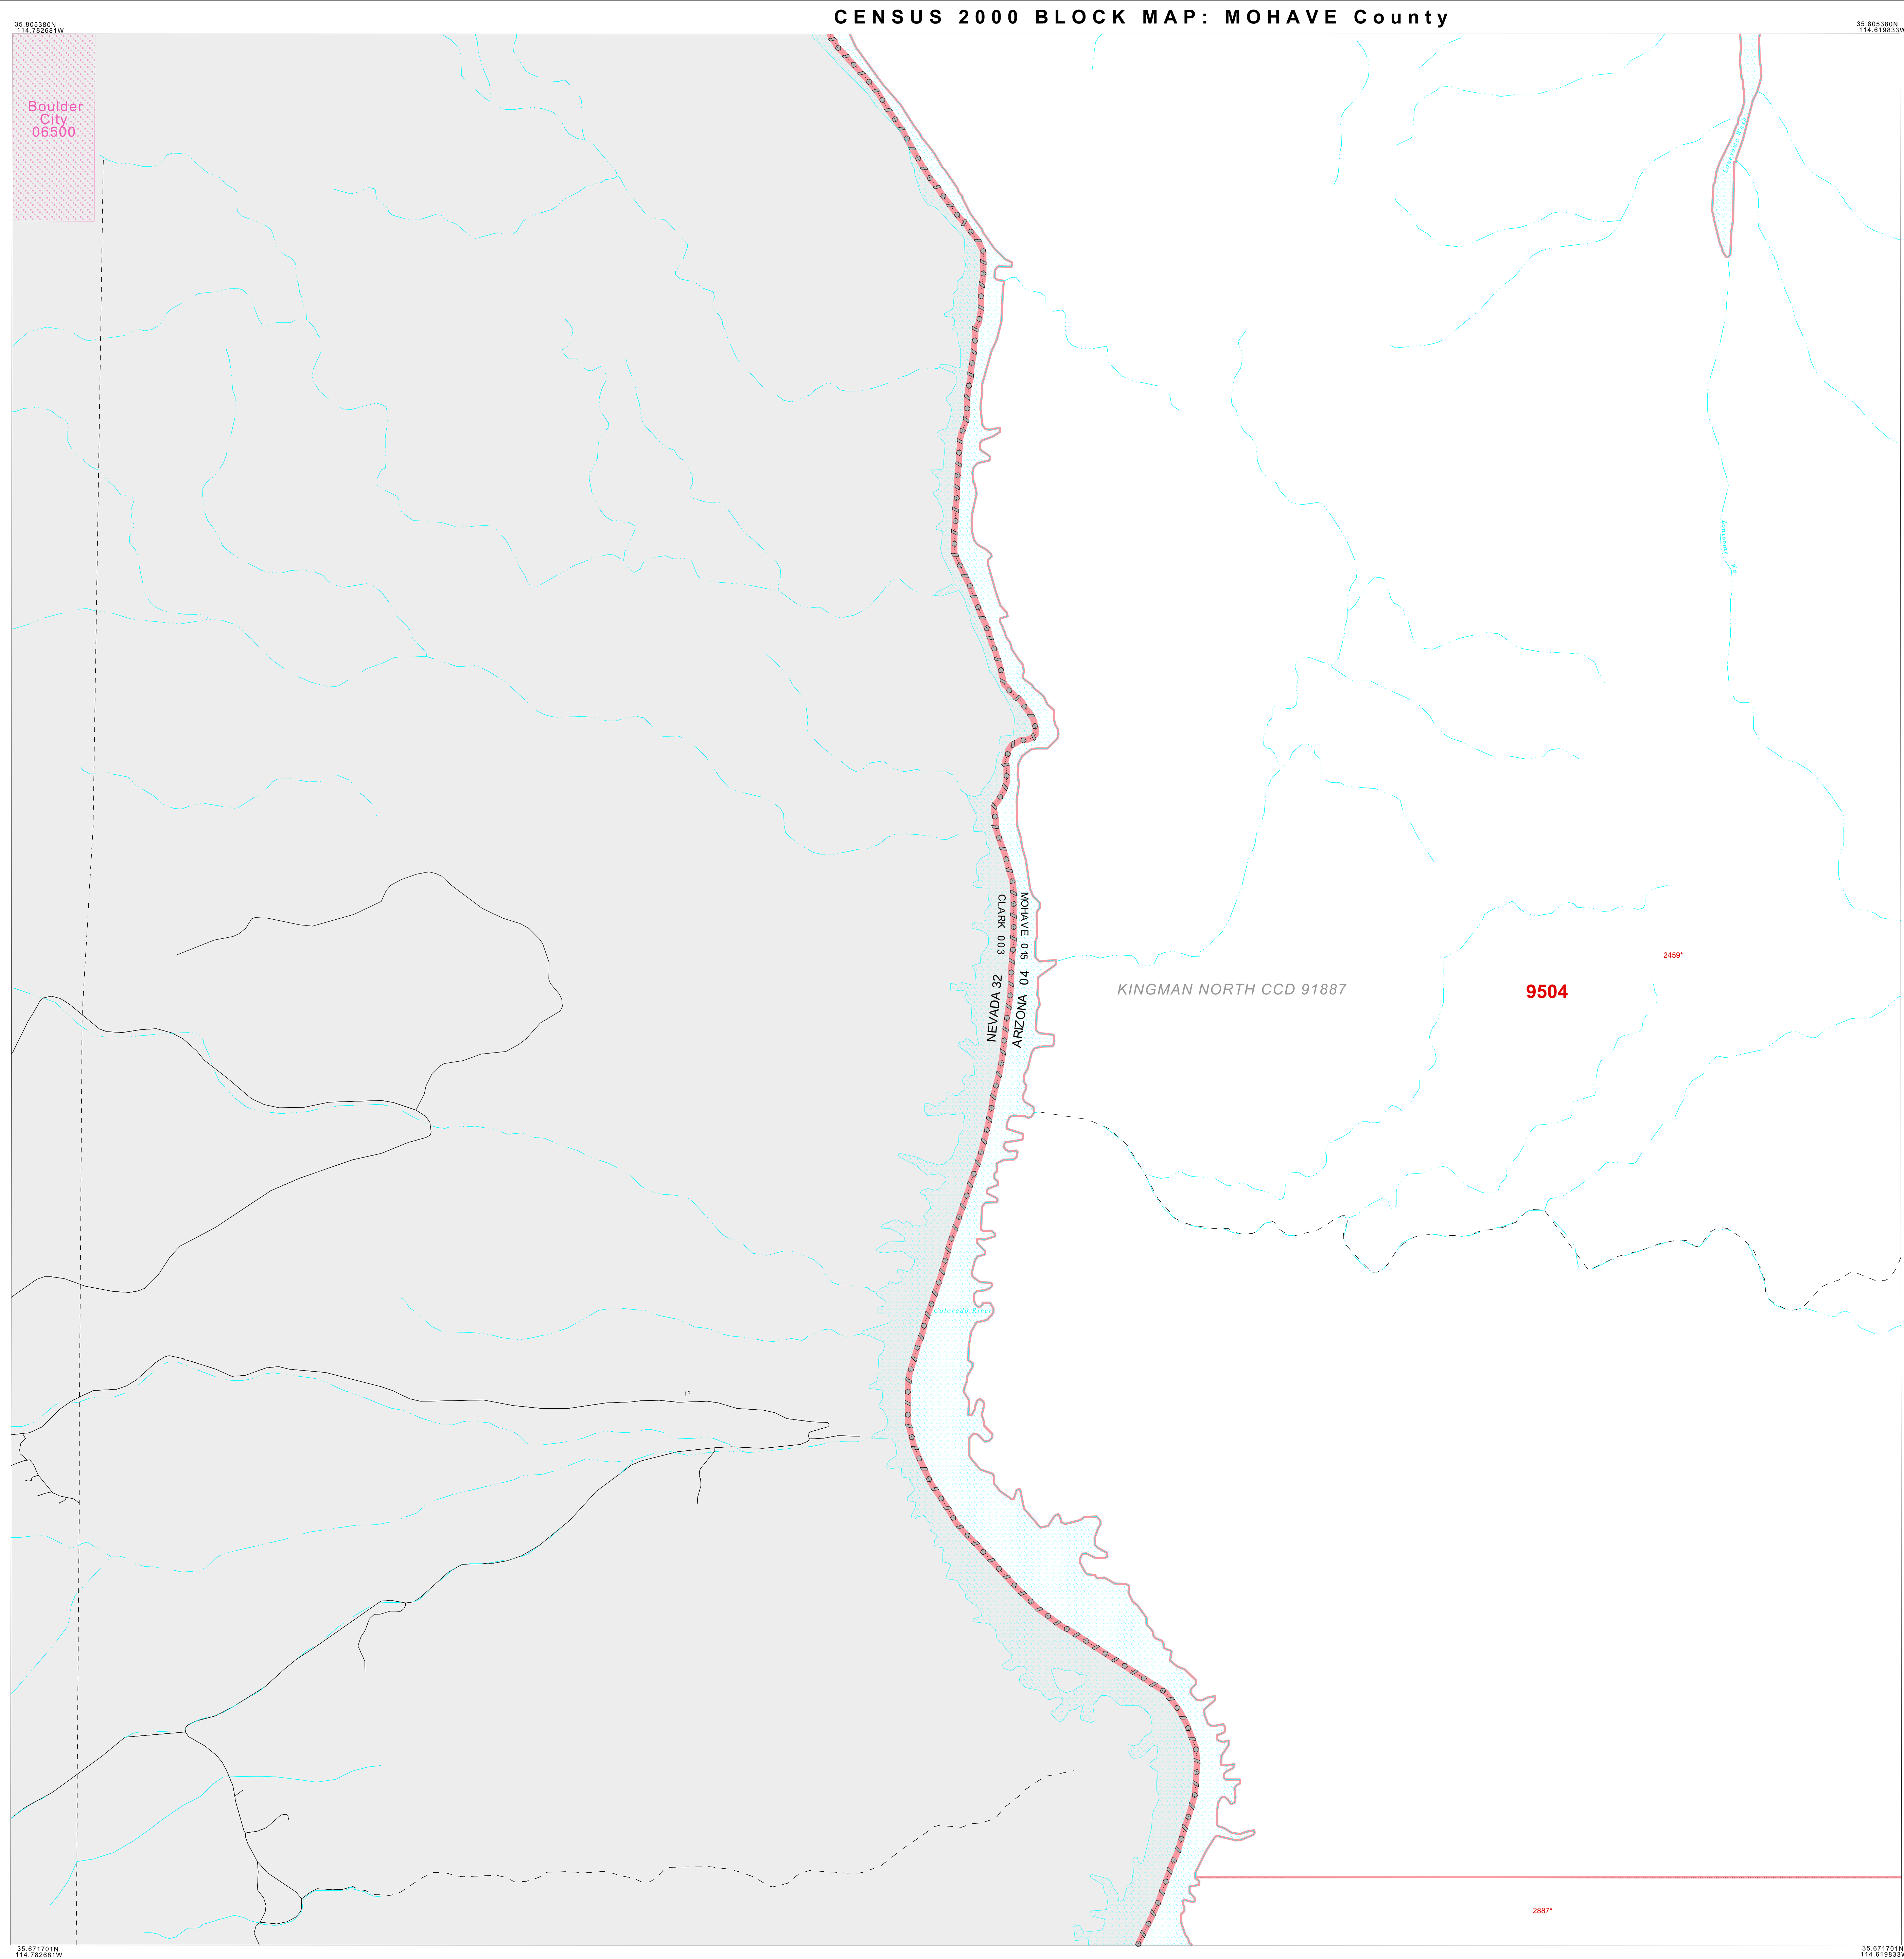 CENSUS 2000 BLOCK MAP: MOHAVE County
35.805380N
114.782681W
35.805380N
114.619833W
Boulder
City
06500
MOHAVE 015
CLARK 003
NEVADA 32
04 ARIZONA
KINGMAN NORTH CCD 91887
2459*
9504
Colorado River
2887*
35.671701N
114.782681W
35.671701N
114.619833W